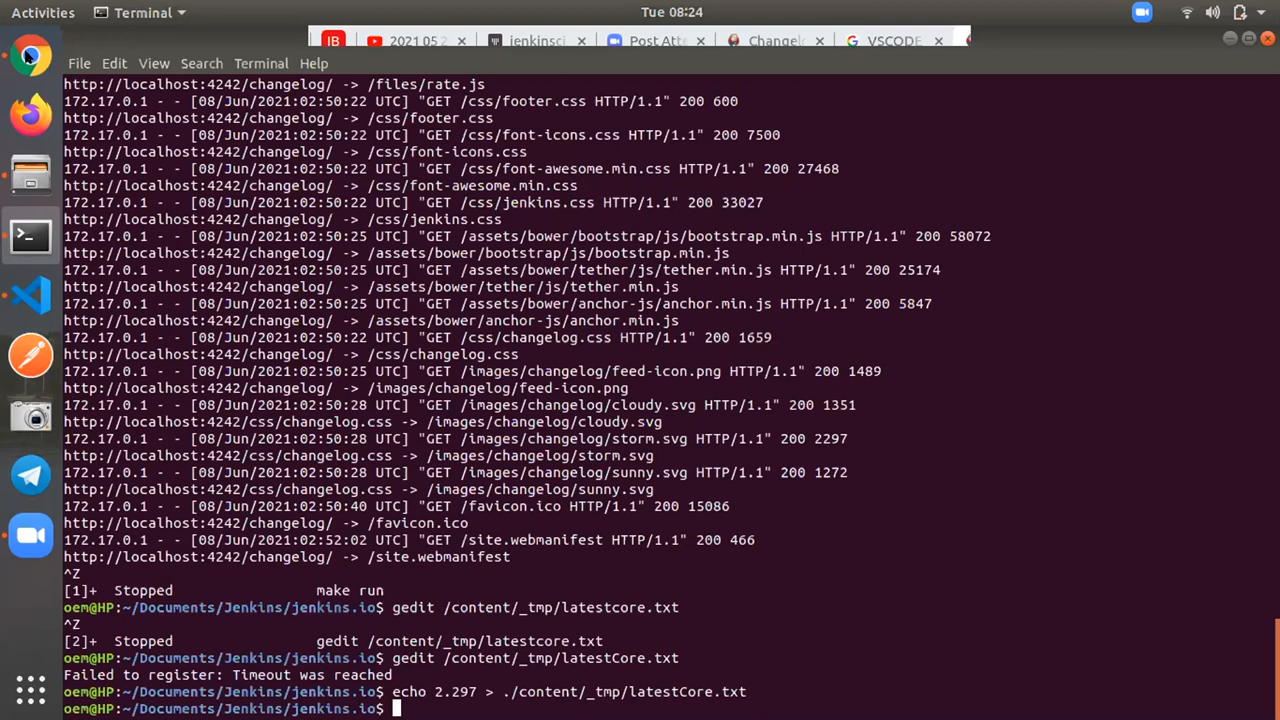 Activities Terminal Tue 08:24
IB 2021 05 2 jenkinsci Post Att Changel VSCODE
File Edit View Search Terminal Help
http://localhost:4242/changelog/ -> /files/rate.js
172.17.0.1 - - [08/Jun/2021:02:50:22 UTC] "GET /css/footer.css HTTP/1.1" 200 600
http://localhost:4242/changelog/ -> /css/footer.css
172.17.0.1 - - [08/Jun/2021:02:50:22 UTC] "GET /css/font-icons.css HTTP/1.1" 200 7500
http://localhost:4242/changelog/ -> /css/font-icons.css
172.17.0.1 - - [08/Jun/2021:02:50:22 UTC] "GET /css/font-awesome.min.css HTTP/1.1" 200 27468
http://localhost:4242/changelog/ -> /css/font-awesome.min.css
172.17.0.1 - - [08/Jun/2021:02:50:22 UTC] "GET /css/jenkins.css HTTP/1.1" 200 33027
http://localhost:4242/changelog/ -> /css/jenkins.css
172.17.0.1 - - [08/Jun/2021:02:50:25 UTC] "GET /assets/bower/bootstrap/js/bootstrap.min.js HTTP/1.1" 200 58072
http://localhost:4242/changelog/ -> /assets/bower/bootstrap/js/bootstrap.min.js
172.17.0.1 - - [08/Jun/2021:02:50:25 UTC] "GET /assets/bower/tether/js/tether.min.js HTTP/1.1" 200 25174
http://localhost:4242/changelog/ -> /assets/bower/tether/js/tether.min.js
172.17.0.1 - - [08/Jun/2021:02:50:25 UTC] "GET /assets/bower/anchor-js/anchor.min.js HTTP/1.1" 200 5847
http://localhost:4242/changelog/ -> /assets/bower/anchor-js/anchor.min.js
172.17.0.1 - - [08/Jun/2021:02:50:22 UTC] "GET /css/changelog.css HTTP/1.1" 200 1659
http://localhost:4242/changelog/ -> /css/changelog.css
172.17.0.1 - - [08/Jun/2021:02:50:25 UTC] "GET /images/changelog/feed-icon.png HTTP/1.1" 200 1489
http://localhost:4242/changelog/ -> /images/changelog/feed-icon.png
172.17.0.1 - - [08/Jun/2021:02:50:28 UTC] "GET /images/changelog/cloudy.svg HTTP/1.1" 200 1351
http://localhost:4242/css/changelog.css -> /images/changelog/cloudy.svg
172.17.0.1 - - [08/Jun/2021:02:50:28 UTC] "GET /images/changelog/storm.svg HTTP/1.1" 200 2297
http://localhost:4242/css/changelog.css -> /images/changelog/storm.svg
172.17.0.1 - - [08/Jun/2021:02:50:28 UTC] "GET /images/changelog/sunny.svg HTTP/1.1" 200 1272
http://localhost:4242/css/changelog.css -> /images/changelog/sunny.svg
172.17.0.1 - - [08/Jun/2021:02:50:40 UTC] "GET /favicon.ico HTTP/1.1" 200 15086
http://localhost:4242/changelog/ -> /favicon.ico
172.17.0.1 - - [08/Jun/2021:02:52:02 UTC] "GET /site.webmanifest HTTP/1.1" 200 466
http://localhost:4242/changelog/ -> /site.webmanifest
^Z
[1]+ Stopped make run
oem@HP:~/Documents/Jenkins/jenkins.io$ gedit /content/_tmp/latestcore.txt
^Z
[2]+ Stopped gedit /content/_tmp/latestcore.txt
oem@HP:~/Documents/Jenkins/jenkins.io$ gedit /content/_tmp/latestCore.txt
Failed to register: Timeout was reached
oem@HP:~/Documents/Jenkins/jenkins.io$ echo 2.297 > ./content/_tmp/latestCore.txt
oem@HP:~/Documents/Jenkins/jenkins.io$